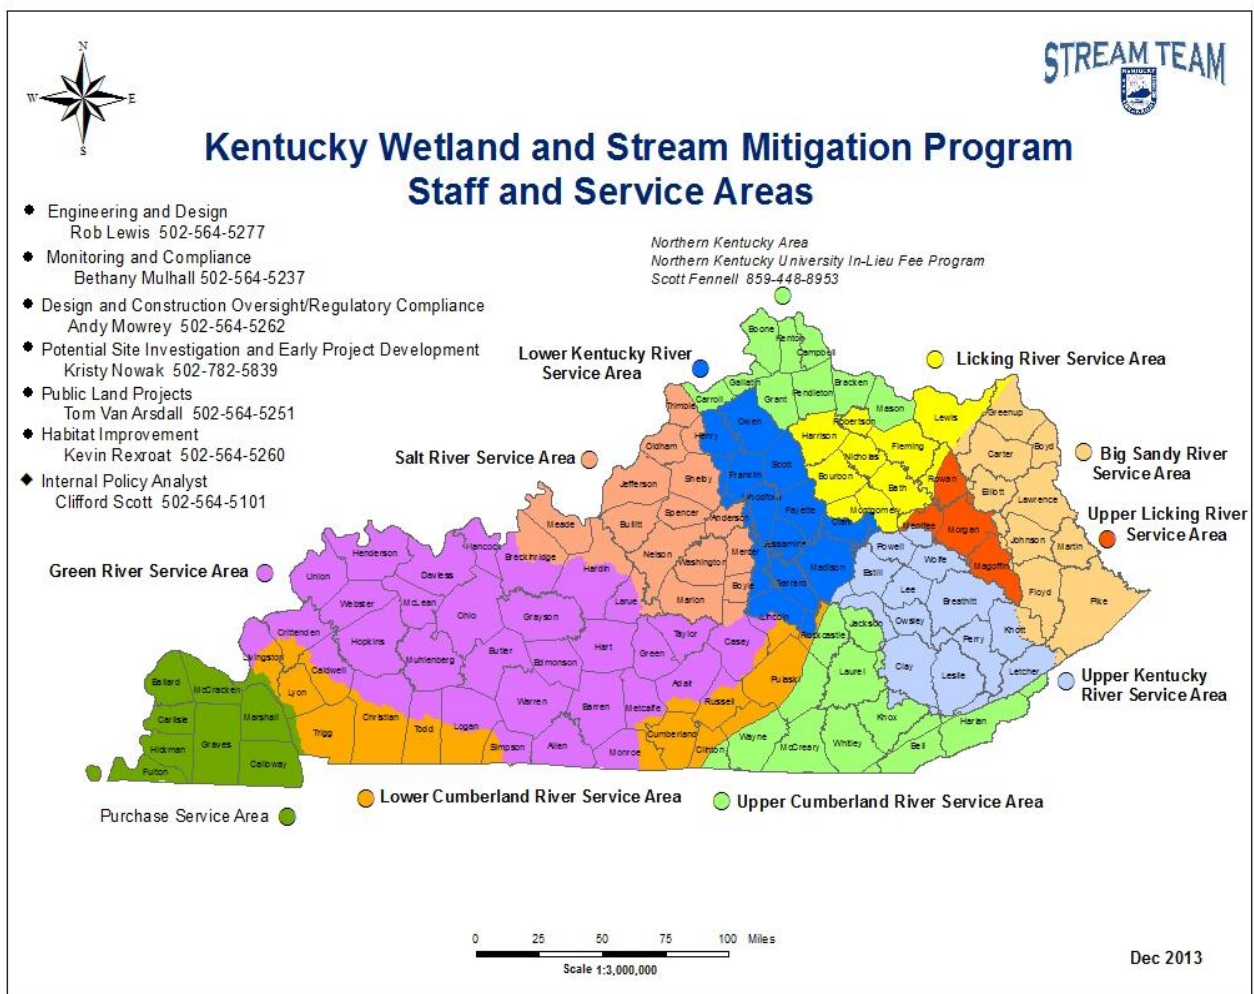 N
W E
S
STREAM TEAM
KENTUCKY
Kentucky Wetland and Stream Mitigation Program
Staff and Service Areas
Engineering and Design
Rob Lewis 502-564-5277
Monitoring and Compliance
Bethany Mulhall 502-564-5237
Design and Construction Oversight/Regulatory Compliance
Andy Mowrey 502-564-5262
Potential Site Investigation and Early Project Development
Kristy Nowak 502-782-5839
Public Land Projects
Tom Van Arsdall 502-564-5251
Habitat Improvement
Kevin Rexroat 502-564-5260
Internal Policy Analyst
Clifford Scott 502-564-5101
Northern Kentucky Area
Northern Kentucky University In-Lieu Fee Program
Scott Fennell 859-448-8953
Lower Kentucky River
Service Area
Licking River Service Area
Salt River Service Area
Big Sandy River
Service Area
Upper Licking River
Service Area
Green River Service Area
Upper Kentucky
River Service Area
Lower Cumberland River Service Area
Upper Cumberland River Service Area
Purchase Service Area
Boone
Kenton
Campbell
Gallatin
Carroll
Grant
Pendleton
Bracken
Mason
Trimble
Henry
Owen
Harrison
Robertson
Lewis
Greenup
Oldham
Franklin
Scott
Nicholas
Fleming
Carter
Boyd
Jefferson
Shelby
Woodford
Bourbon
Bath
Rowan
Elliott
Lawrence
Meade
Bullitt
Spencer
Anderson
Fayette
Clark
Montgomery
Menifee
Morgan
Johnson
Martin
Breckinridge
Hardin
Nelson
Washington
Mercer
Jessamine
Madison
Powell
Wolfe
Magoffin
Floyd
Pike
Hancock
Henderson
Union
Daviess
Webster
McLean
Ohio
Grayson
Larue
Marion
Boyle
Garrard
Estill
Lee
Breathitt
Lincoln
Rockcastle
Jackson
Owsley
Perry
Knott
Crittenden
Hopkins
Muhlenberg
Butler
Edmonson
Hart
Green
Taylor
Casey
Pulaski
Laurel
Clay
Leslie
Letcher
Livingston
Caldwell
Lyon
Warren
Barren
Metcalfe
Adair
Russell
Knox
Harlan
Ballard
McCracken
Marshall
Carlisle
Graves
Hickman
Fulton
Calloway
Trigg
Christian
Todd
Logan
Simpson
Allen
Monroe
Cumberland
Clinton
Wayne
McCreary
Whitley
Bell
0 25 50 75 100 Miles
Scale 1:3,000,000
Dec 2013